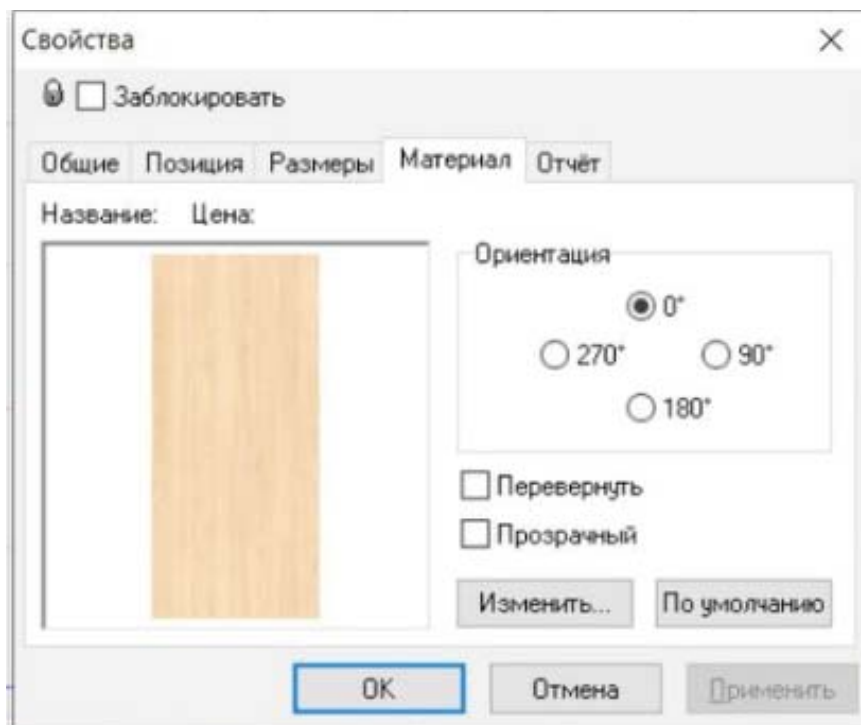 Свойства
Заблокировать
Общие Позиция Размеры Материал Отчёт
Название: Цена:
Ориентация
0°
270° 90°
180°
Перевернуть
Прозрачный
Изменить... По умолчанию
OK Отмена Применить